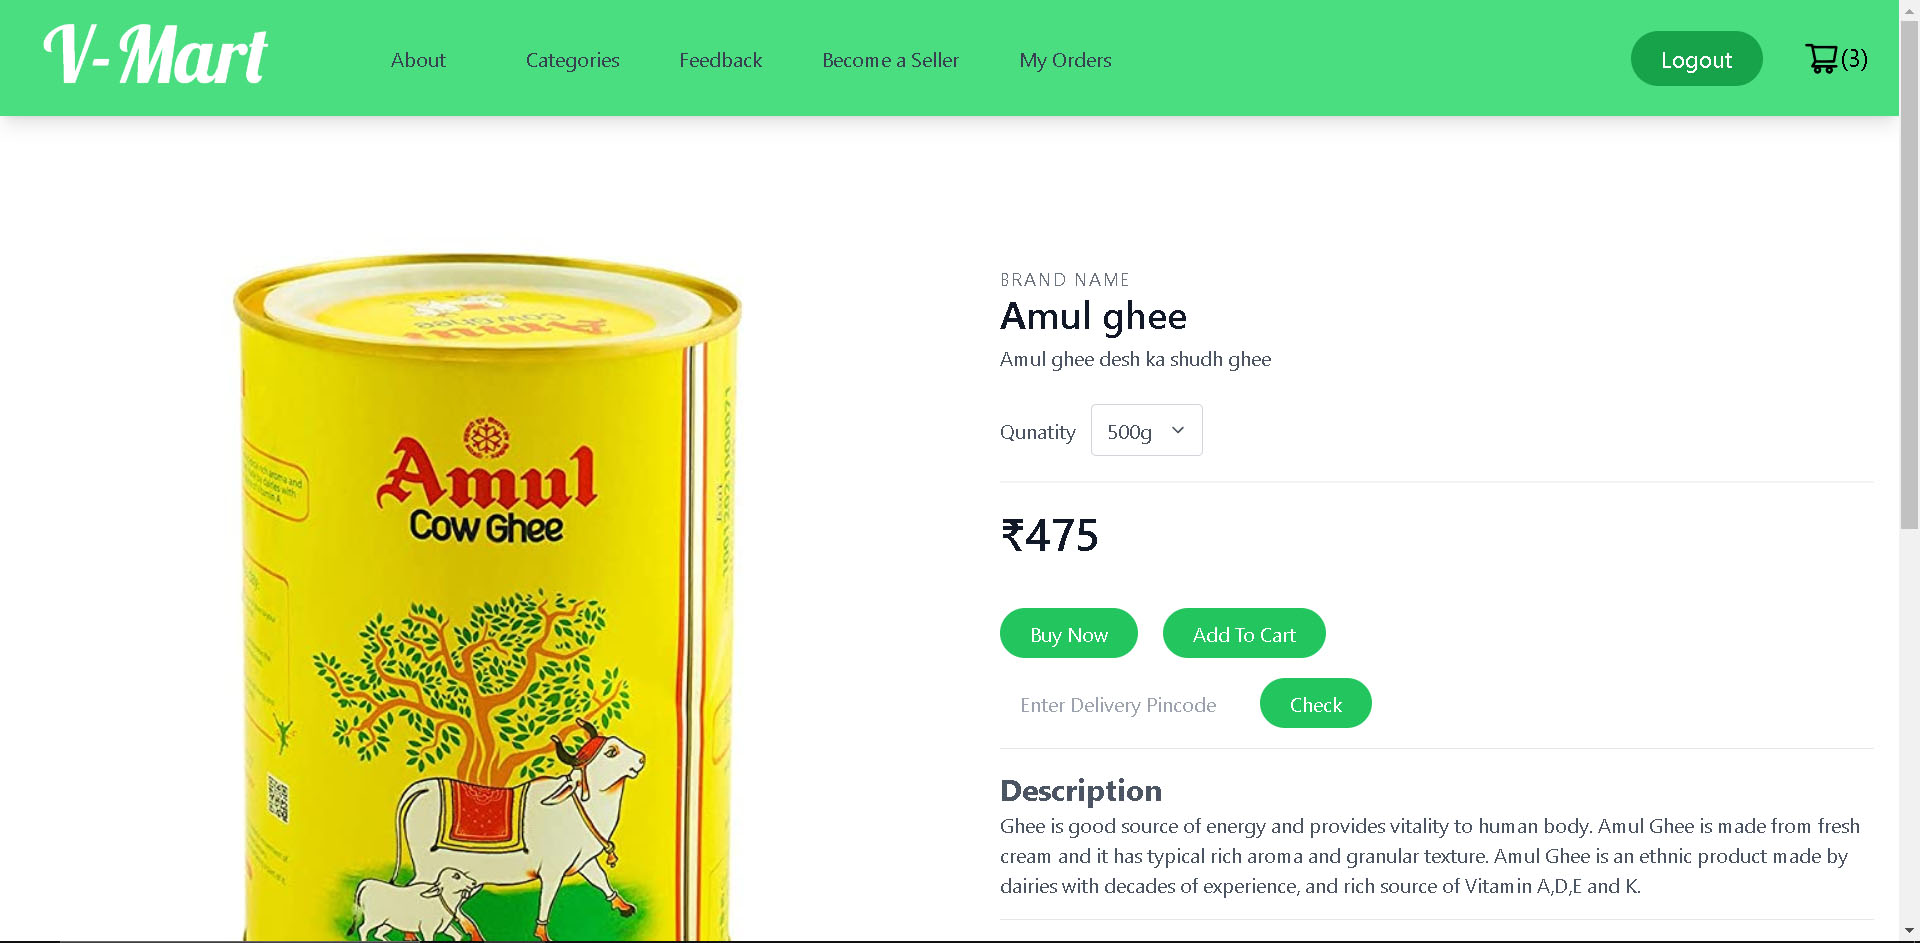 V-Mart
About Categories Feedback Become a Seller My Orders Logout (3)
BRAND NAME
Amul ghee
Amul ghee desh ka shudh ghee
Qunatity 500g
₹475
Buy Now Add To Cart
Enter Delivery Pincode Check
Description
Ghee is good source of energy and provides vitality to human body. Amul Ghee is made from fresh
cream and it has typical rich aroma and granular texture. Amul Ghee is an ethnic product made by
dairies with decades of experience, and rich source of Vitamin A,D,E and K.
Amul
Cow Ghee
Amul
Cow Ghee